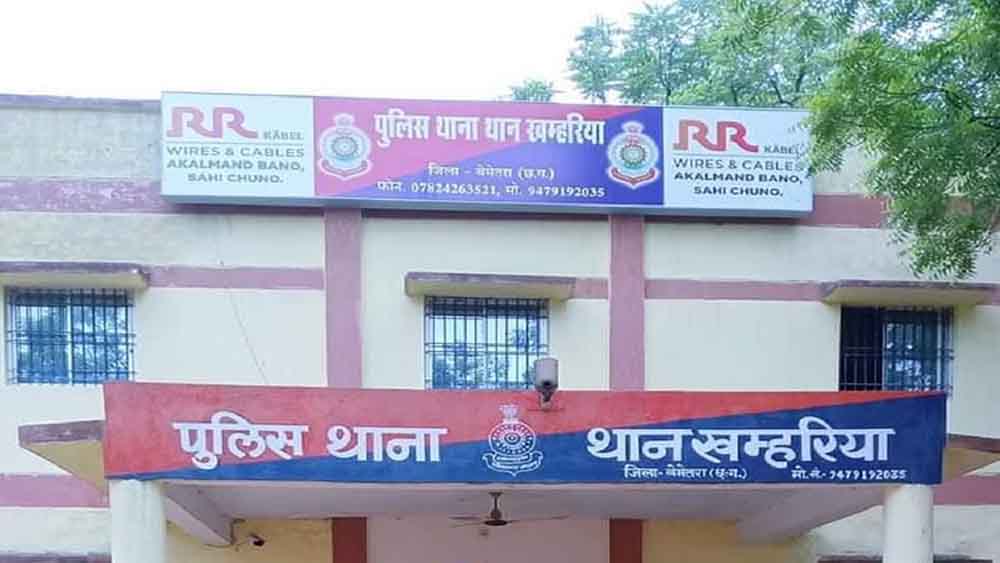 RR KABEL
WIRES & CABLES
AKALMAND BANO,
SAHI CHUNO.
पुलिस थाना थान खम्हरिया
जिला - बेमेतरा (छ.ग.)
फोन. 07824263521, मो. 9479192035
RR KABEL
WIRES & CABLES
AKALMAND BANO,
SAHI CHUNO.
पुलिस थाना थान खम्हरिया
जिला- बेमेतरा (छ.ग.) मो.नं.-9479192035